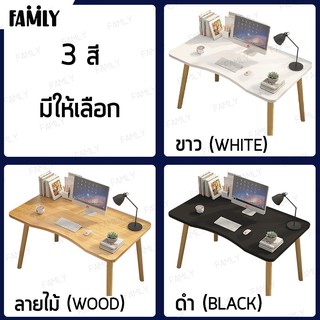 FAMILY
3 สี
มีให้เลือก
ขาว (WHITE)
ลายไม้ (WOOD)
ดำ (BLACK)